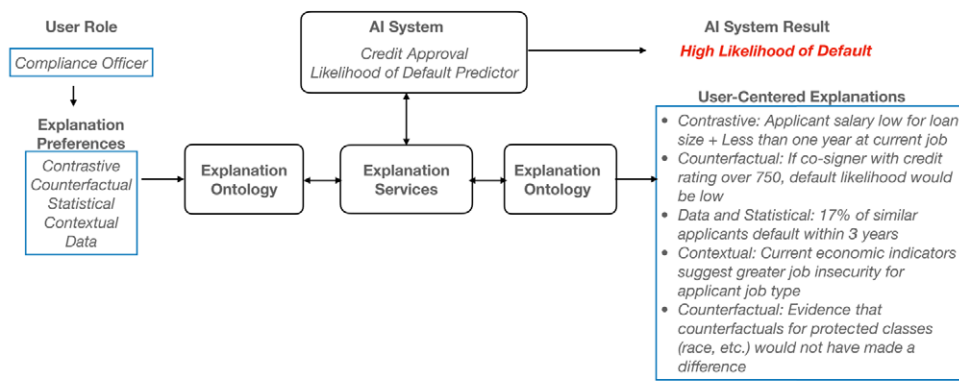 User Role
Compliance Officer
Explanation
Preferences
Contrastive
Counterfactual
Statistical
Contextual
Data
Explanation
Ontology
AI System
Credit Approval
Likelihood of Default Predictor
Explanation
Services
Explanation
Ontology
AI System Result
High Likelihood of Default
User-Centered Explanations
• Contrastive: Applicant salary low for loan
size + Less than one year at current job
• Counterfactual: If co-signer with credit
rating over 750, default likelihood would
be low
• Data and Statistical: 17% of similar
applicants default within 3 years
• Contextual: Current economic indicators
suggest greater job insecurity for
applicant job type
• Counterfactual: Evidence that
counterfactuals for protected classes
(race, etc.) would not have made a
difference